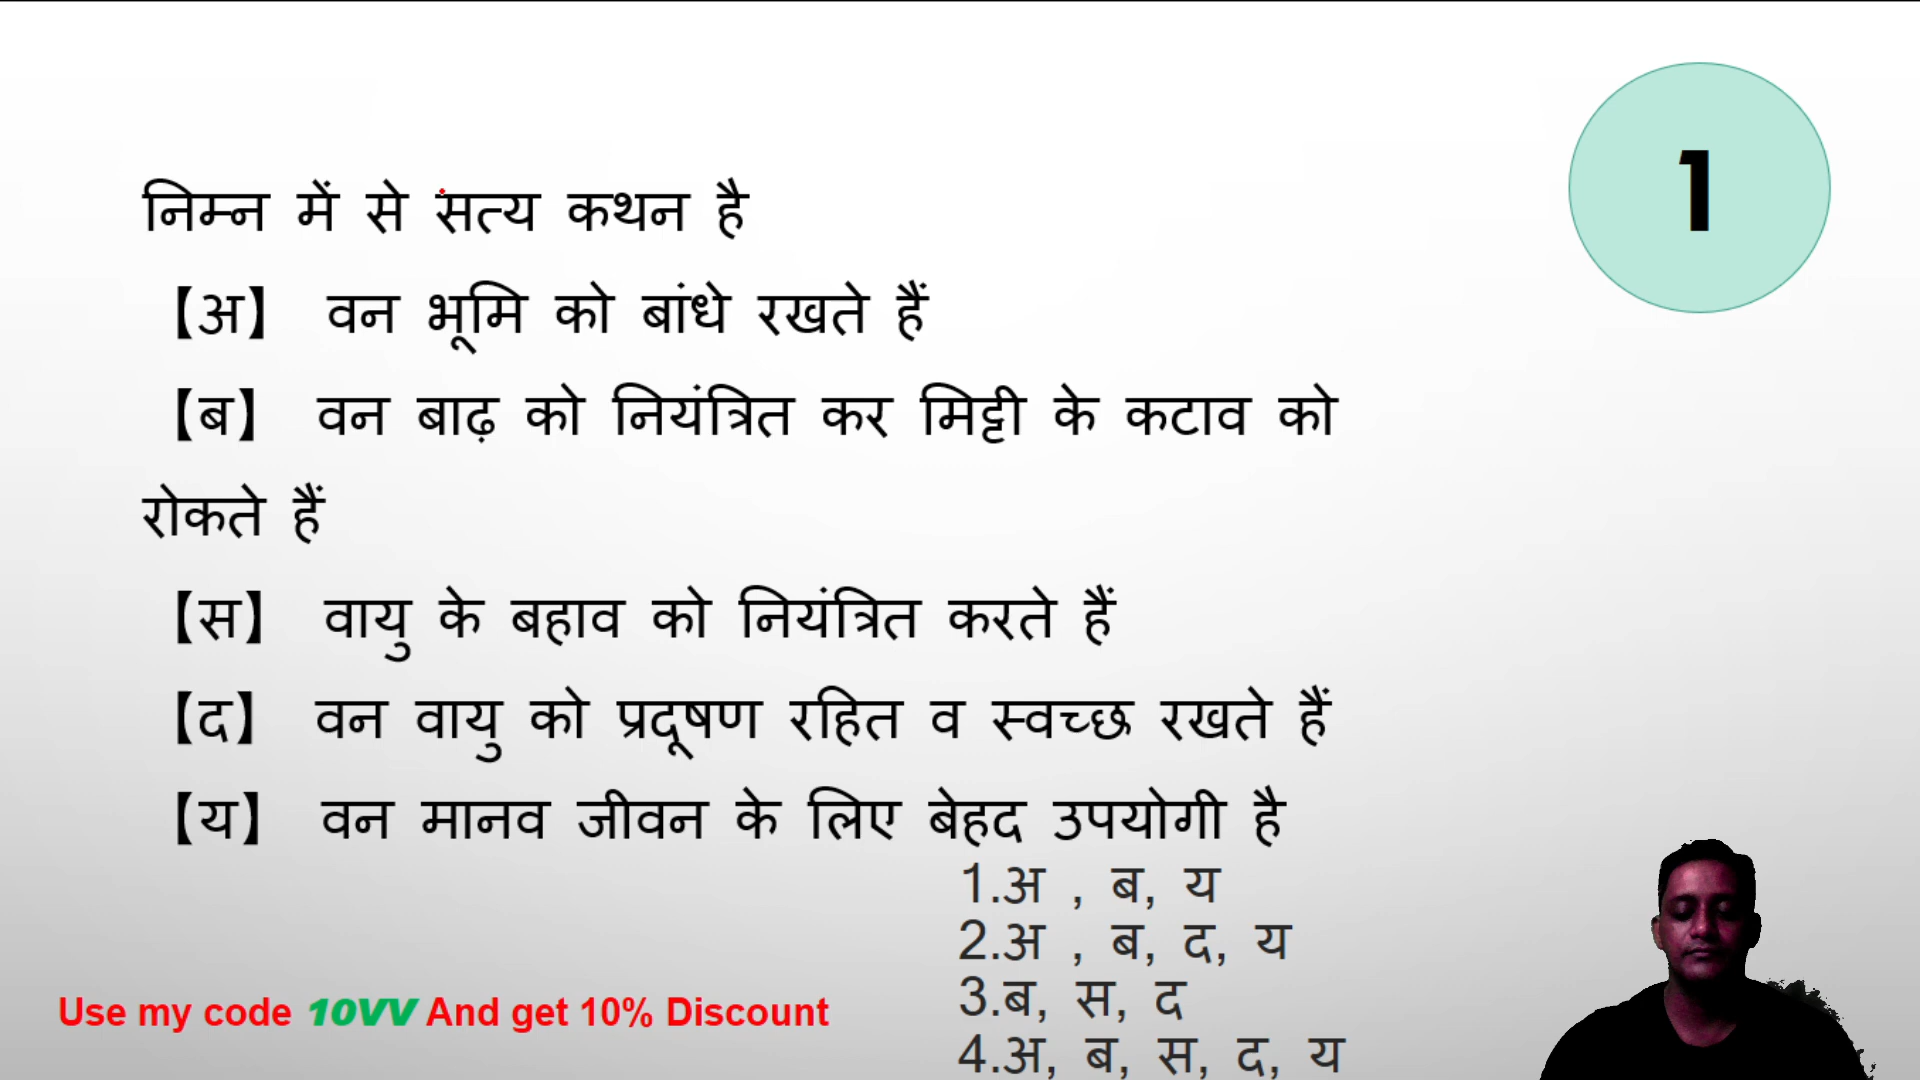 1
निम्न में से सत्य कथन है
【अ】 वन भूमि को बांधे रखते हैं
【ब】 वन बाढ़ को नियंत्रित कर मिट्टी के कटाव को
रोकते हैं
【स】 वायु के बहाव को नियंत्रित करते हैं
【द】 वन वायु को प्रदूषण रहित व स्वच्छ रखते हैं
【य】 वन मानव जीवन के लिए बेहद उपयोगी है
1.अ , ब, य
2.अ , ब, द, य
3.ब, स, द
4.अ, ब, स, द, य
Use my code 10VV And get 10% Discount